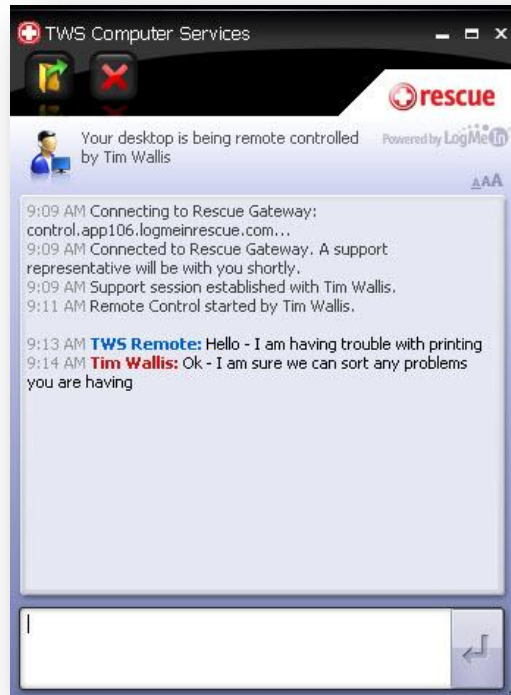 TWS Computer Services
rescue
Your desktop is being remote controlled
by Tim Wallis
Powered by LogMeIn
AAA
9:09 AM Connecting to Rescue Gateway:
control.app106.logmeinrescue.com...
9:09 AM Connected to Rescue Gateway. A support
representative will be with you shortly.
9:09 AM Support session established with Tim Wallis.
9:11 AM Remote Control started by Tim Wallis.
9:13 AM TWS Remote: Hello - I am having trouble with printing
9:14 AM Tim Wallis: Ok - I am sure we can sort any problems
you are having